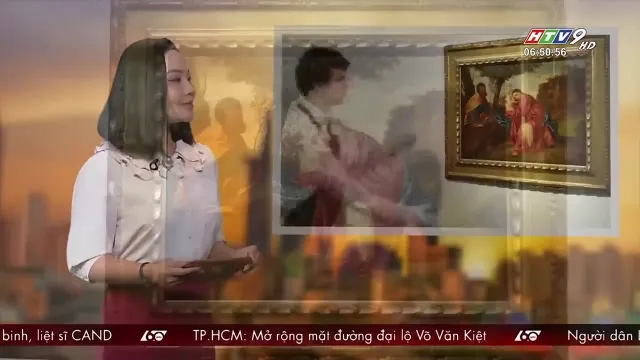 HTV9 HD
06:50:56
binh, liệt sĩ CAND 60 TP.HCM: Mở rộng mặt đường đại lộ Võ Văn Kiệt 60 Người dân